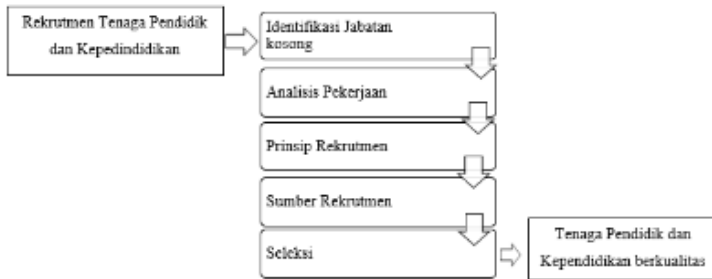 Rekrutmen Tenaga Pendidik
dan Kepedindidikan
Identifikasi Jabatan
kosong
Analisis Pekerjaan
Prinsip Rekrutmen
Sumber Rekrutmen
Seleksi
Tenaga Pendidik dan
Kependidikan berkualitas